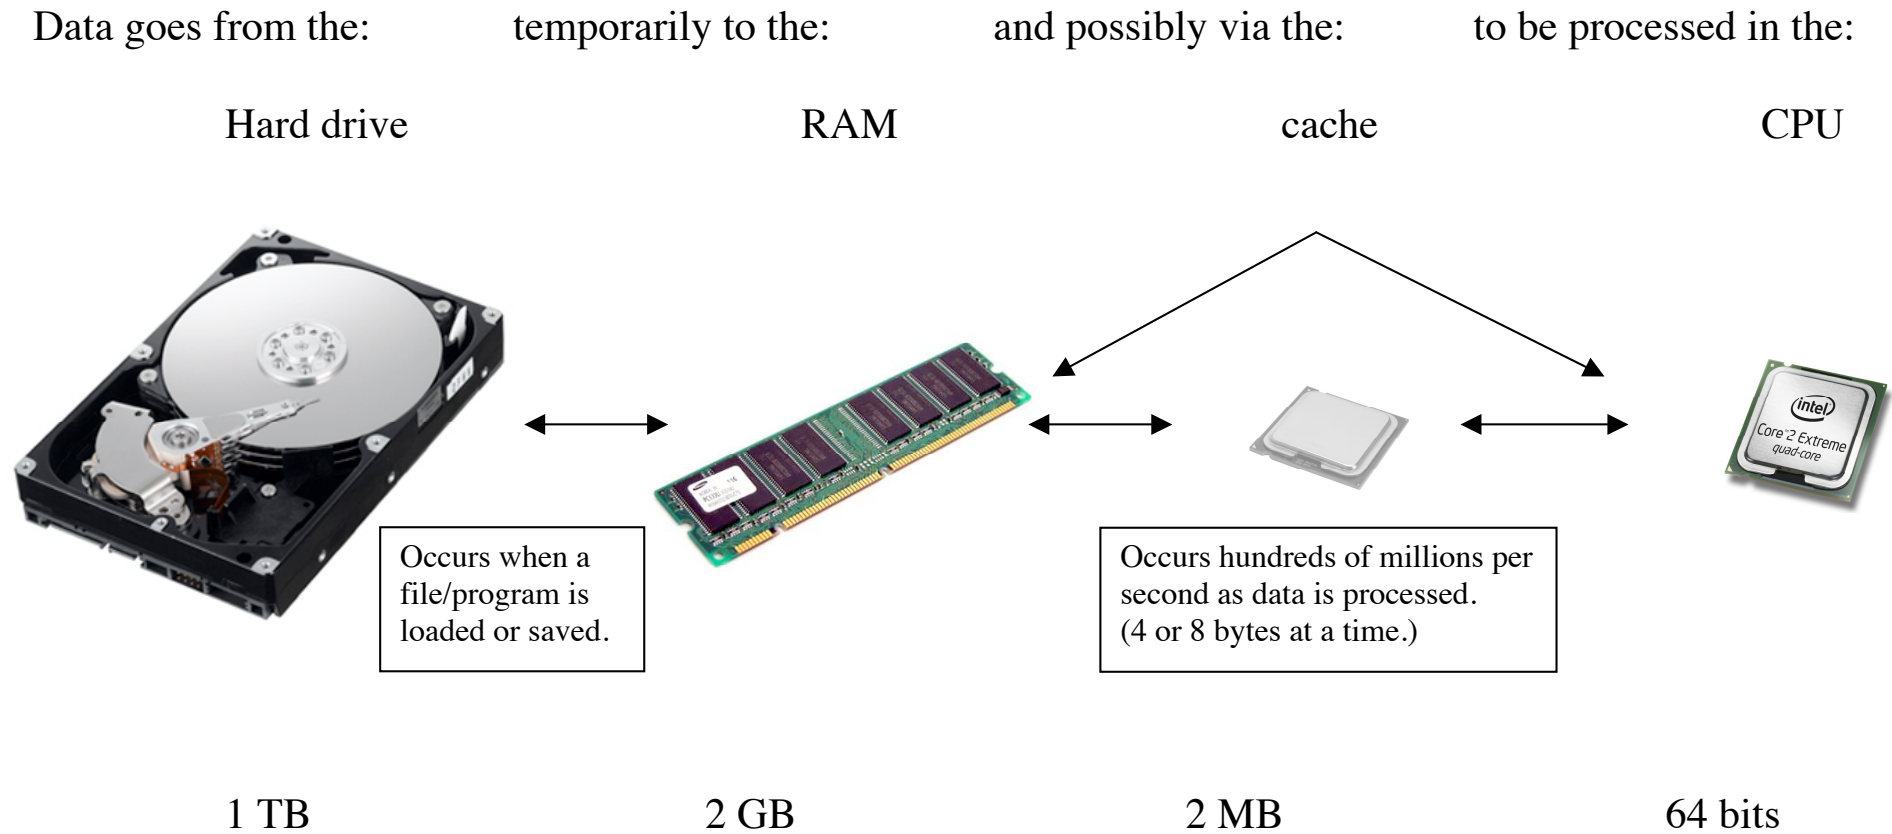 Data goes from the: temporarily to the: and possibly via the: to be processed in the:
Hard drive RAM cache CPU
intel
Core™2 Extreme
quad-core
Occurs when a
file/program is
loaded or saved.
Occurs hundreds of millions per
second as data is processed.
(4 or 8 bytes at a time.)
1 TB 2 GB 2 MB 64 bits